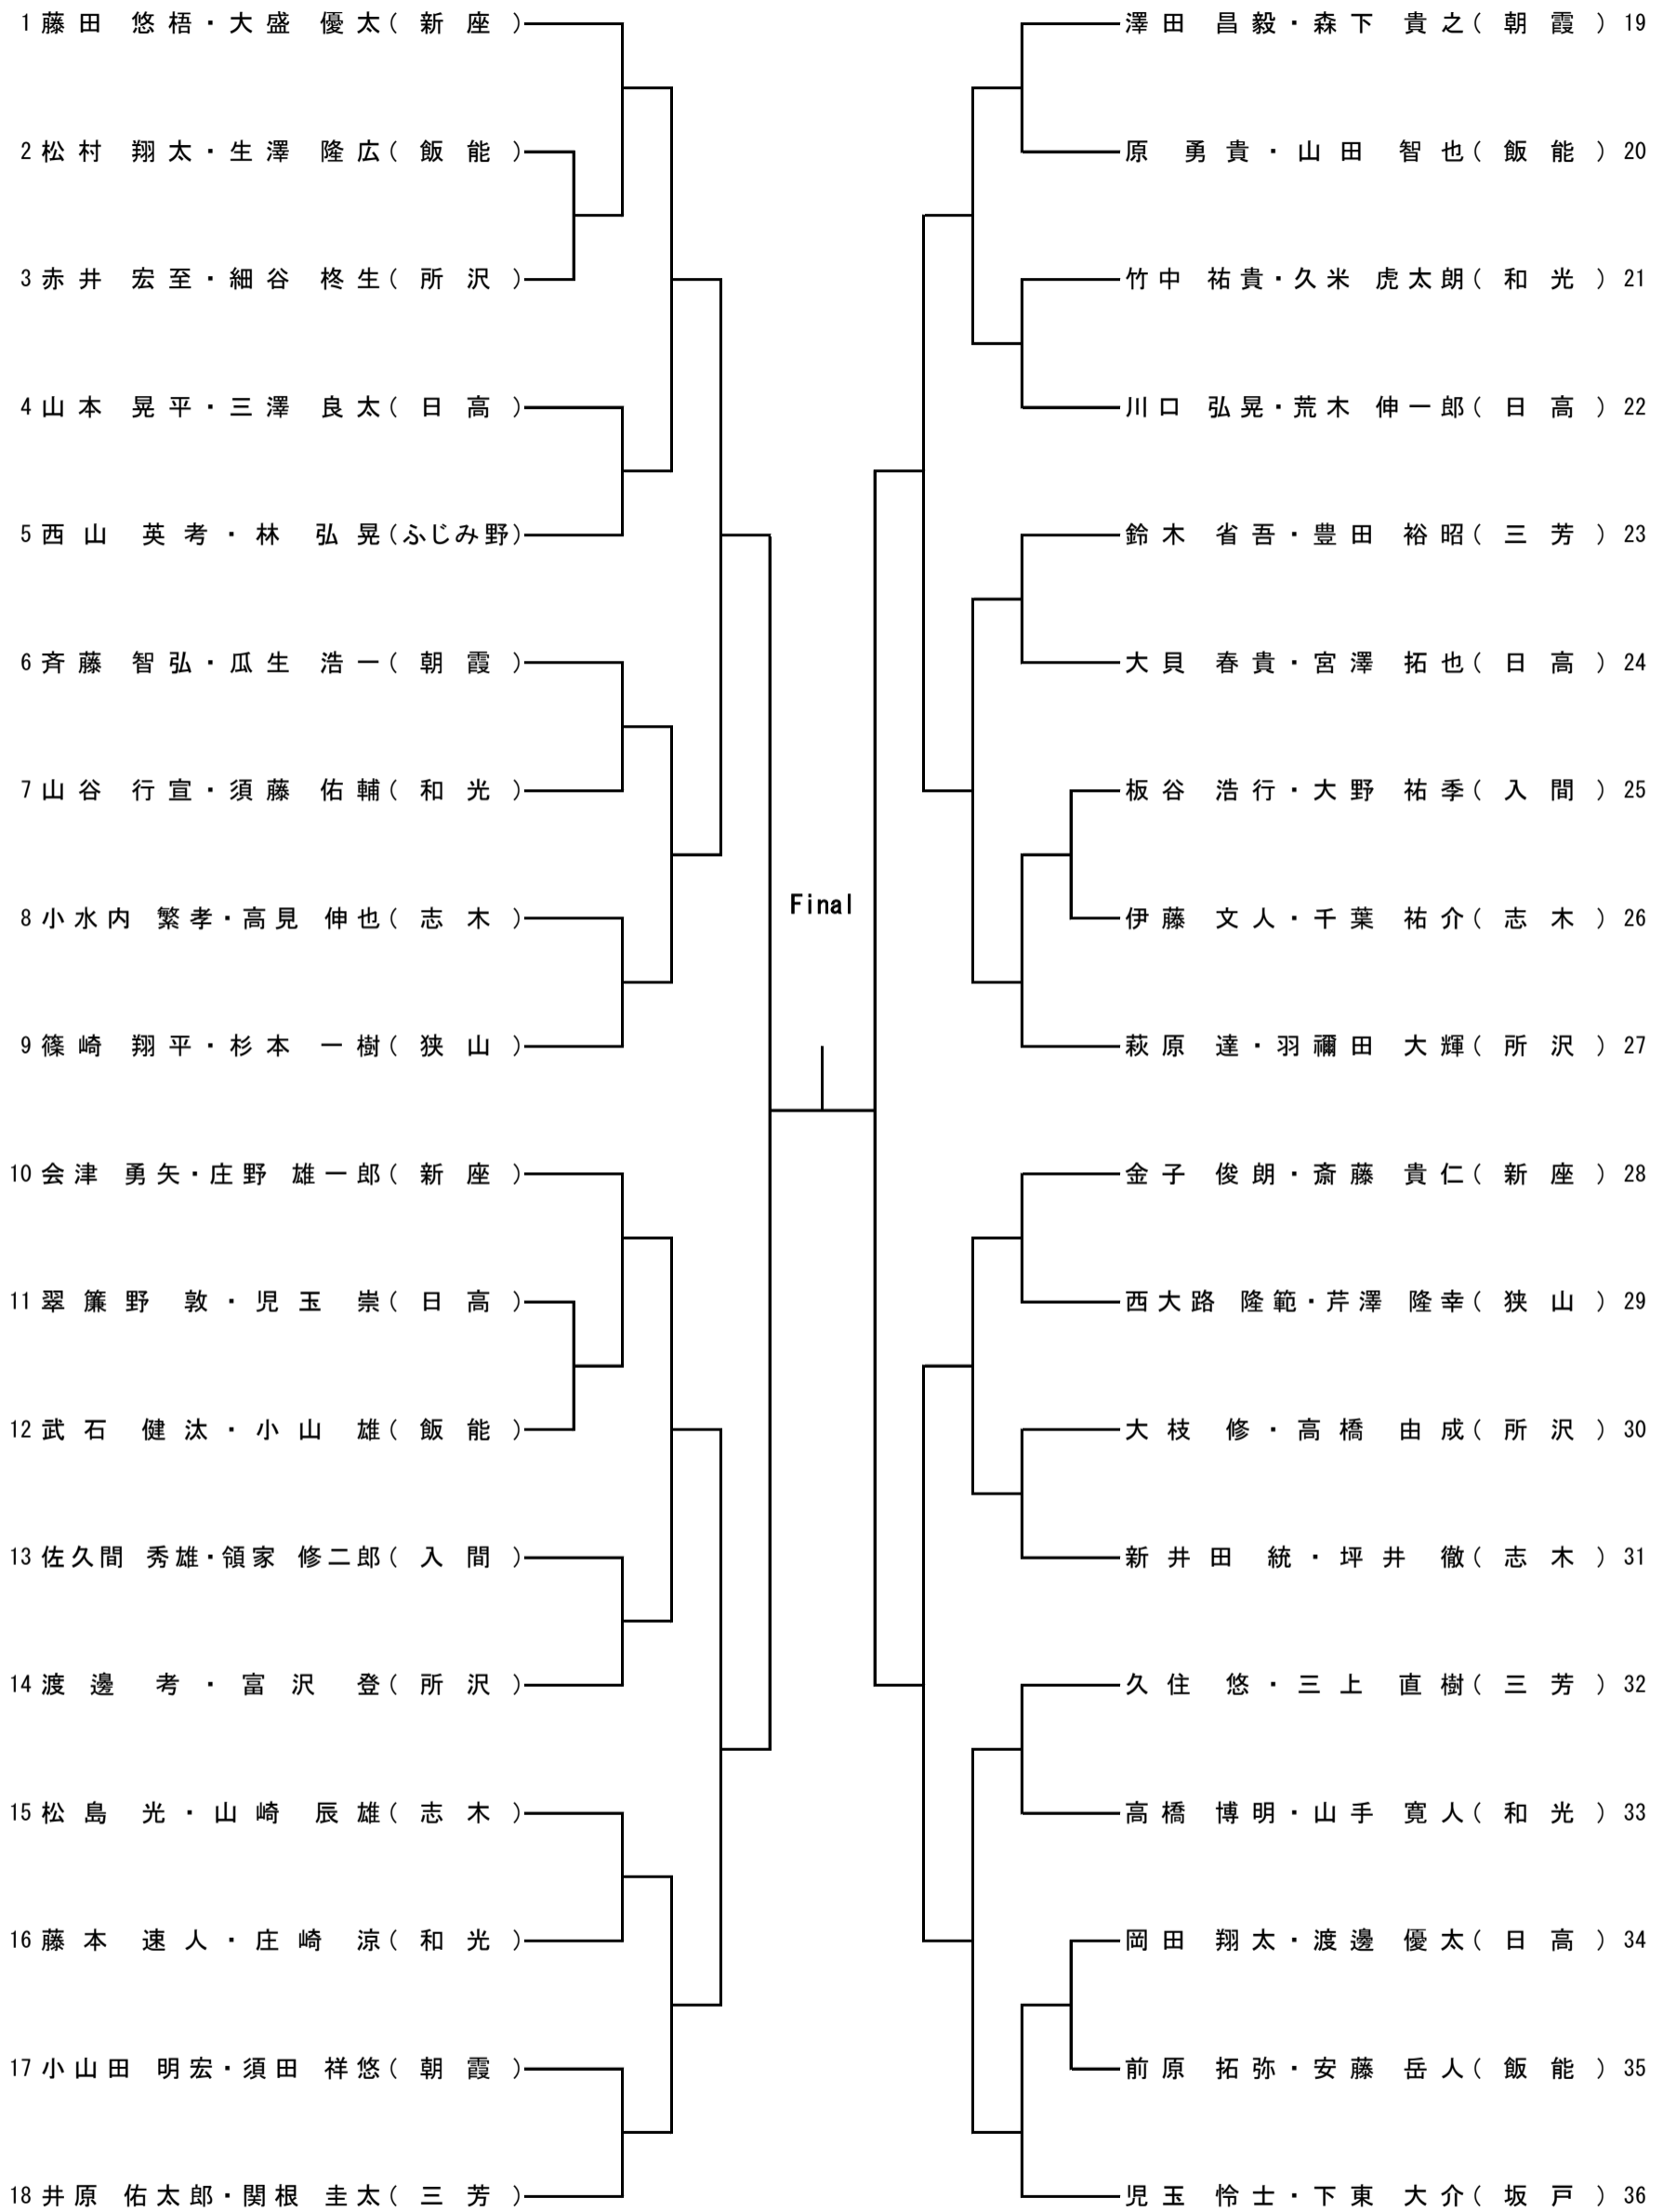 1 藤田 悠梧・大盛 優太(新座)
2 松村 翔太・生澤 隆広(飯能)
3 赤井 宏至・細谷 柊生(所沢)
4 山本 晃平・三澤 良太(日高)
5 西山 英考・林 弘晃(ふじみ野)
6 斉藤 智弘・瓜生 浩一(朝霞)
7 山谷 行宣・須藤 佑輔(和光)
8 小水内 繁孝・高見 伸也(志木)
9 篠崎 翔平・杉本 一樹(狭山)
10 会津 勇矢・庄野 雄一郎(新座)
11 翠簾野 敦・児玉 崇(日高)
12 武石 健汰・小山 雄(飯能)
13 佐久間 秀雄・領家 修二郎(入間)
14 渡邊 考・富沢 登(所沢)
15 松島 光・山崎 辰雄(志木)
16 藤本 速人・庄崎 涼(和光)
17 小山田 明宏・須田 祥悠(朝霞)
18 井原 佑太郎・関根 圭太(三芳)
Final
澤田 昌毅・森下 貴之(朝霞) 19
原 勇貴・山田 智也(飯能) 20
竹中 祐貴・久米 虎太朗(和光) 21
川口 弘晃・荒木 伸一郎(日高) 22
鈴木 省吾・豊田 裕昭(三芳) 23
大貝 春貴・宮澤 拓也(日高) 24
板谷 浩行・大野 祐季(入間) 25
伊藤 文人・千葉 祐介(志木) 26
萩原 達・羽禰田 大輝(所沢) 27
金子 俊朗・斎藤 貴仁(新座) 28
西大路 隆範・芹澤 隆幸(狭山) 29
大枝 修・高橋 由成(所沢) 30
新井田 統・坪井 徹(志木) 31
久住 悠・三上 直樹(三芳) 32
高橋 博明・山手 寛人(和光) 33
岡田 翔太・渡邊 優太(日高) 34
前原 拓弥・安藤 岳人(飯能) 35
児玉 怜士・下東 大介(坂戸) 36